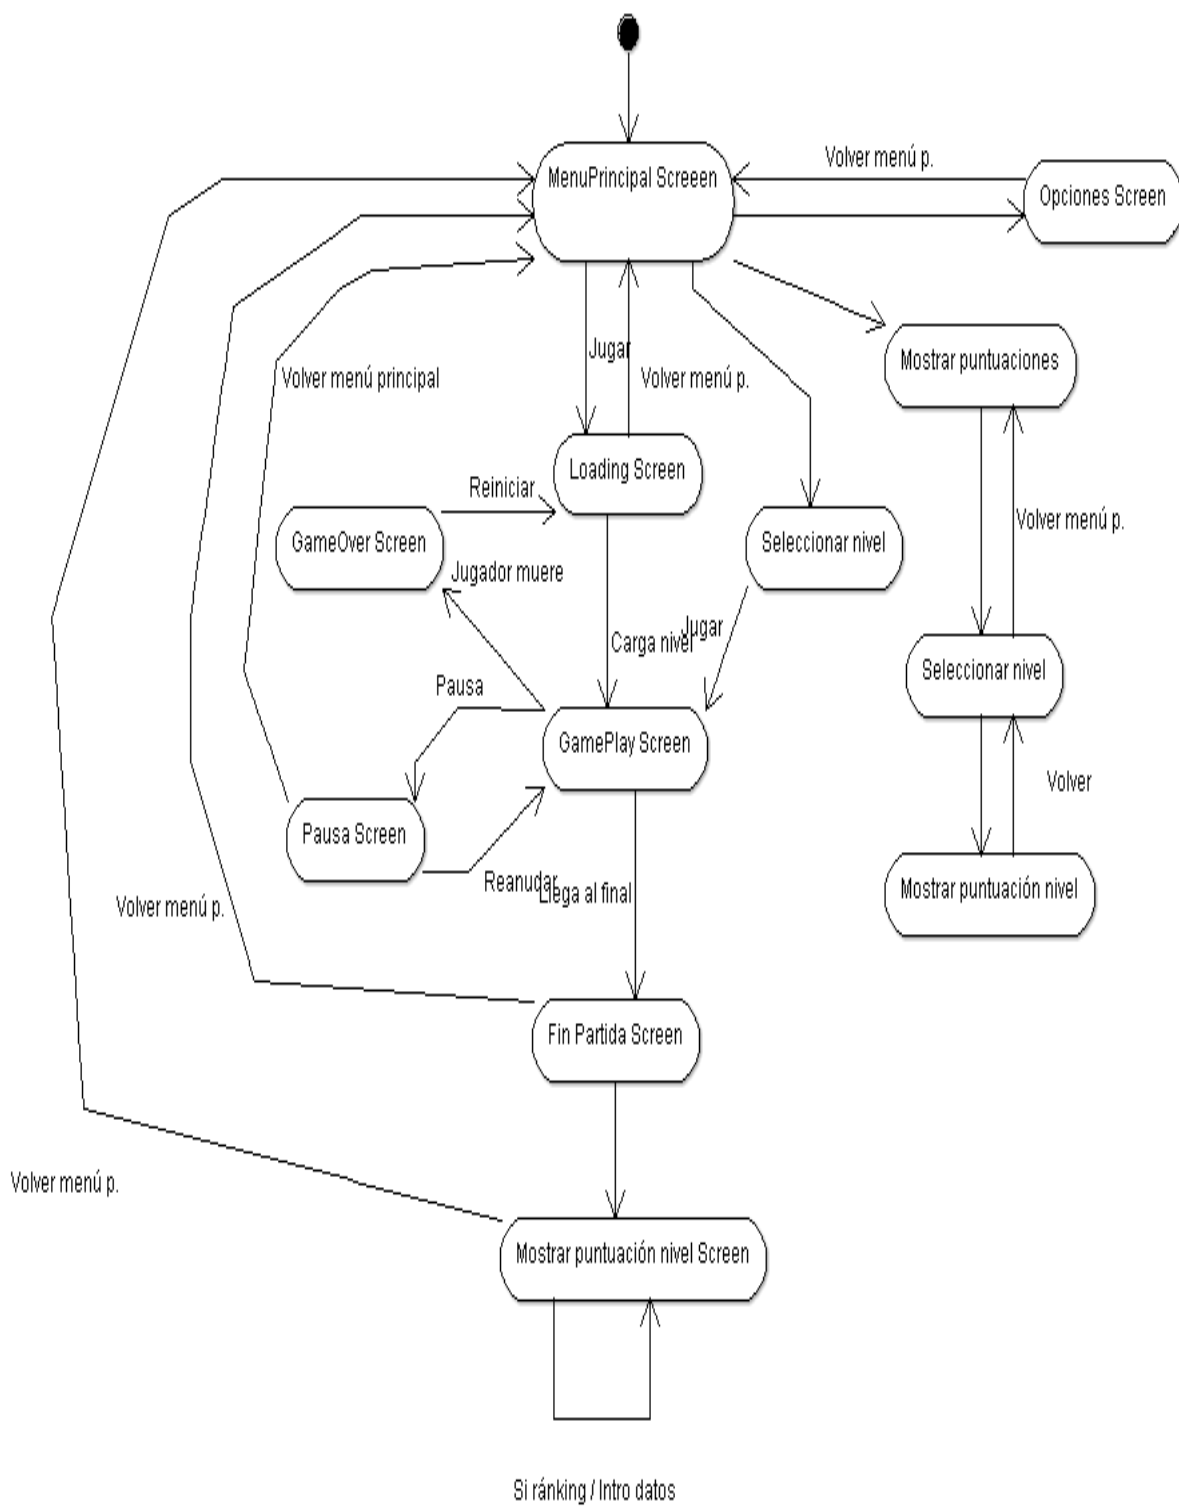 Volver menú p.
MenuPrincipal Screeen
Opciones Screen
Jugar
Mostrar puntuaciones
Volver menú principal
Volver menú p.
Loading Screen
Reiniciar
Volver menú p.
GameOver Screen
Seleccionar nivel
Jugador muere
Jugar
Carga nivel
Seleccionar nivel
Pausa
GamePlay Screen
Volver
Pausa Screen
Reanudar
Llega al final
Mostrar puntuación nivel
Volver menú p.
Fin Partida Screen
Volver menú p.
Mostrar puntuación nivel Screen
Si ránking / Intro datos